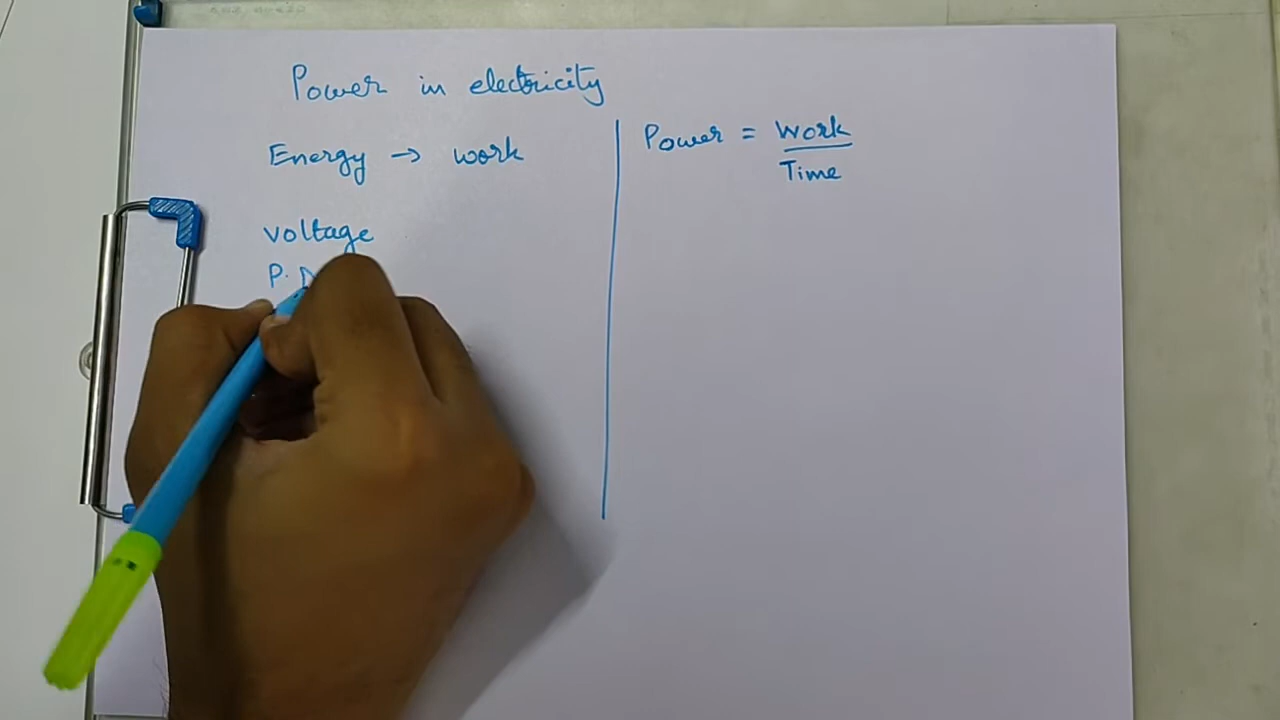 Power in electricity
Energy → work
voltage
P. D
Power = Work
Time